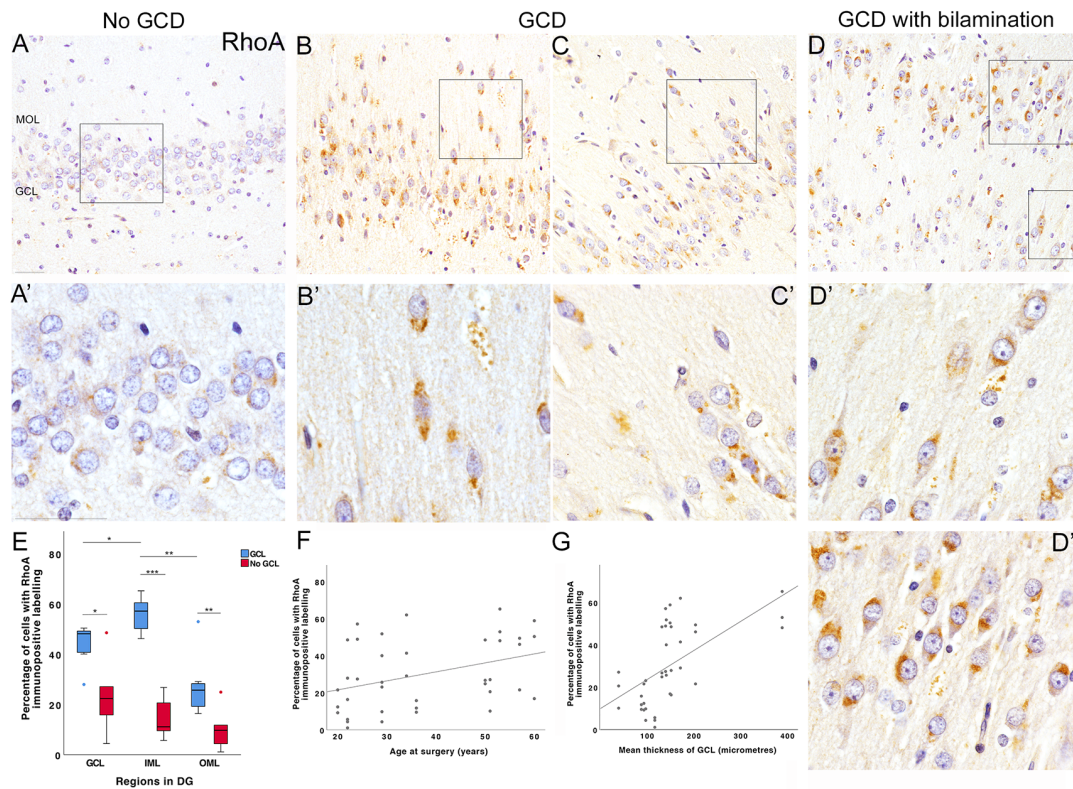 No GCD
GCD
GCD with bilamination
A
RhoA
B
C
D
MOL
GCL
A’
B’
C’
D’
D’
E
Percentage of cells with RhoA
immunopositive labelling
80
60
40
20
0
*
**
***
*
**
GCL
No GCL
GCL
IML
OML
Regions in DG
F
Percentage of cells with RhoA
immunopositive labelling
80
60
40
20
0
20
30
40
50
60
Age at surgery (years)
G
Percentage of cells with RhoA
immunopositive labelling
60
40
20
0
0
100
200
300
400
Mean thickness of GCL (micrometres)